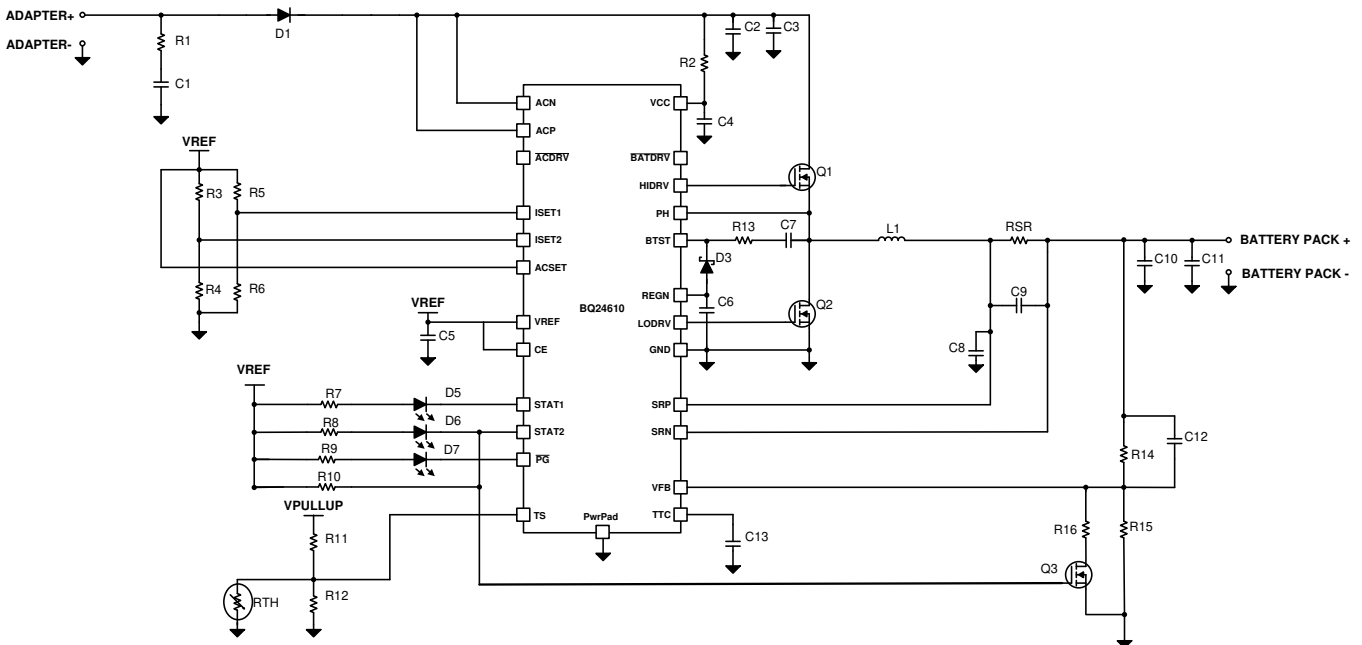 ADAPTER+
D1
ADAPTER-
R1
C1
R2
C2
C3
C4
VREF
R3
R5
R4
R6
ACN
ACP
ACDRV
ISET1
ISET2
ACSET
VREF
CE
STAT1
STAT2
PG
TS
BQ24610
PwrPad
VCC
BATDRV
HIDRV
PH
BTST
REGN
LODRV
GND
SRP
SRN
VFB
TTC
Q1
R13
C7
L1
RSR
D3
C6
Q2
C8
C9
C10
C11
BATTERY PACK +
BATTERY PACK -
VREF
C5
VREF
R7
D5
R8
D6
R9
D7
R10
VPULLUP
R11
RTH
R12
C13
C12
R14
R16
R15
Q3